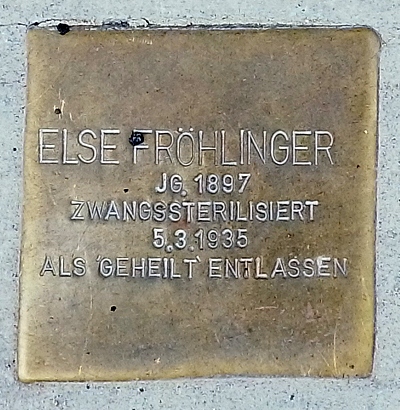 ELSE FRÖHLINGER
JG. 1897
ZWANGSSTERILISIERT
5.3.1935
ALS 'GEHEILT' ENTLASSEN